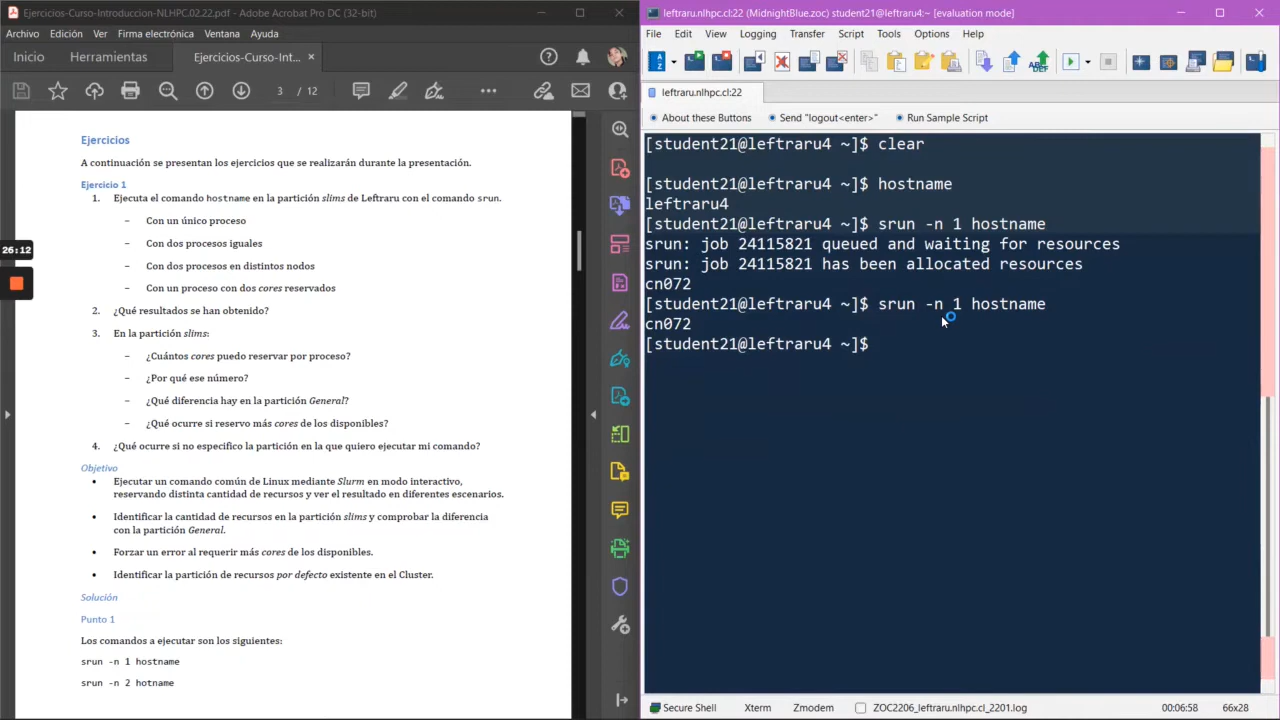 Ejercicios-Curso-Introduccion-NLHPC.02.22.pdf - Adobe Acrobat Pro DC (32-bit)
Archivo Edición Ver Firma electrónica Ventana Ayuda
Inicio Herramientas Ejercicios-Curso-Int... ×
3 / 12
Ejercicios
A continuación se presentan los ejercicios que se realizarán durante la presentación.
Ejercicio 1
1. Ejecuta el comando hostname en la partición slims de Leftraru con el comando srun.
– Con un único proceso
– Con dos procesos iguales
– Con dos procesos en distintos nodos
– Con un proceso con dos cores reservados
2. ¿Qué resultados se han obtenido?
3. En la partición slims:
– ¿Cuántos cores puedo reservar por proceso?
– ¿Por qué ese número?
– ¿Qué diferencia hay en la partición General?
– ¿Qué ocurre si reservo más cores de los disponibles?
4. ¿Qué ocurre si no especifico la partición en la que quiero ejecutar mi comando?
Objetivo
• Ejecutar un comando común de Linux mediante Slurm en modo interactivo,
reservando distinta cantidad de recursos y ver el resultado en diferentes escenarios.
• Identificar la cantidad de recursos en la partición slims y comprobar la diferencia
con la partición General.
• Forzar un error al requerir más cores de los disponibles.
• Identificar la partición de recursos por defecto existente en el Cluster.
Solución
Punto 1
Los comandos a ejecutar son los siguientes:
srun -n 1 hostname
srun -n 2 hotname
26:12
leftraru.nlhpc.cl:22 (MidnightBlue.zoc) student21@leftraru4:~ [evaluation mode]
File Edit View Logging Transfer Script Tools Options Help
leftraru.nlhpc.cl:22
About these Buttons Send "logout<enter>" Run Sample Script
[student21@leftraru4 ~]$ clear
[student21@leftraru4 ~]$ hostname
leftraru4
[student21@leftraru4 ~]$ srun -n 1 hostname
srun: job 24115821 queued and waiting for resources
srun: job 24115821 has been allocated resources
cn072
[student21@leftraru4 ~]$ srun -n 1 hostname
cn072
[student21@leftraru4 ~]$
Secure Shell Xterm Zmodem ZOC2206_leftraru.nlhpc.cl_2201.log 00:06:58 66x28